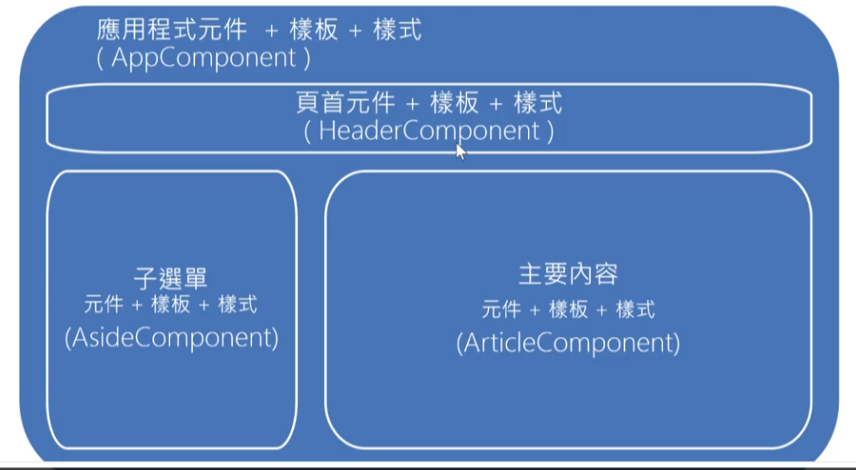 應用程式元件 + 樣板 + 樣式
( AppComponent )
頁首元件 + 樣板 + 樣式
( HeaderComponent )
子選單
元件 + 樣板 + 樣式
(AsideComponent)
主要內容
元件 + 樣板 + 樣式
(ArticleComponent)